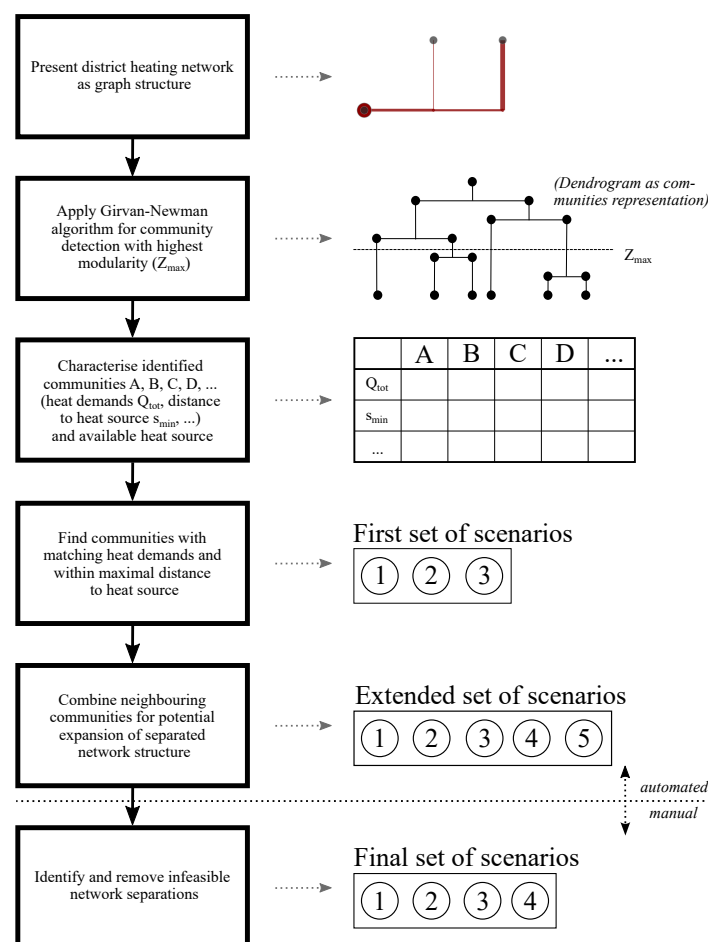 Present district heating network
as graph structure
Apply Girvan-Newman
algorithm for community
detection with highest
modularity (Zmax)
(Dendrogram as com-
munities representation)
Zmax
Characterise identified
communities A, B, C, D, ...
(heat demands Qtot, distance
to heat source smin, ...)
and available heat source
A B C D ...
Qtot
smin
...
Find communities with
matching heat demands and
within maximal distance
to heat source
First set of scenarios
1 2 3
Combine neighbouring
communities for potential
expansion of separated
network structure
Extended set of scenarios
1 2 3 4 5
automated
manual
Identify and remove infeasible
network separations
Final set of scenarios
1 2 3 4